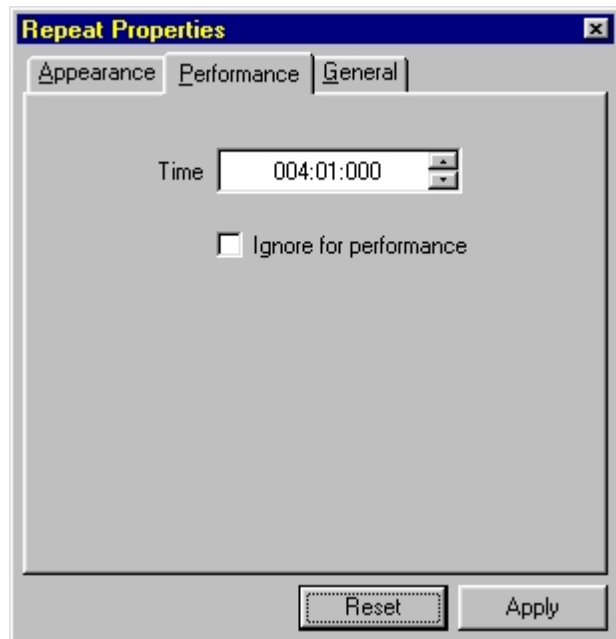 Repeat Properties
Appearance Performance General
Time 004:01:000
Ignore for performance
Reset Apply